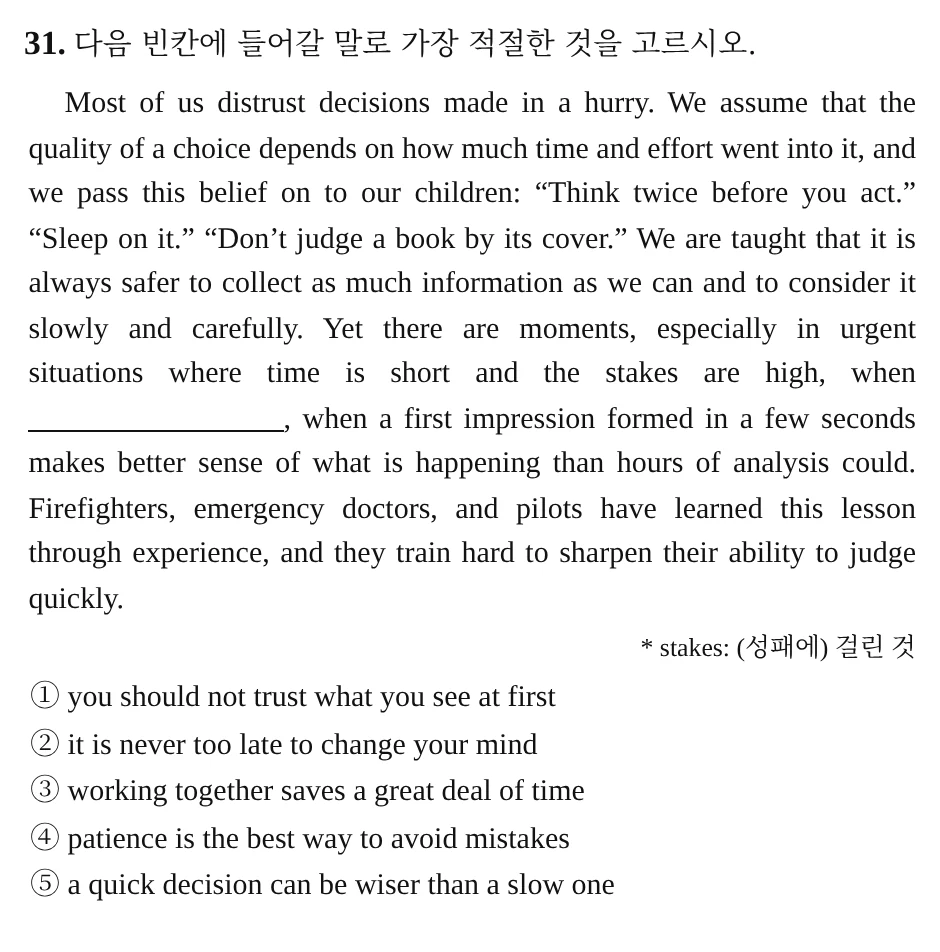 31. 다음 빈칸에 들어갈 말로 가장 적절한 것을 고르시오.
Most of us distrust decisions made in a hurry. We assume that the
quality of a choice depends on how much time and effort went into it, and
we pass this belief on to our children: “Think twice before you act.”
“Sleep on it.” “Don’t judge a book by its cover.” We are taught that it is
always safer to collect as much information as we can and to consider it
slowly and carefully. Yet there are moments, especially in urgent
situations where time is short and the stakes are high, when
________________, when a first impression formed in a few seconds
makes better sense of what is happening than hours of analysis could.
Firefighters, emergency doctors, and pilots have learned this lesson
through experience, and they train hard to sharpen their ability to judge
quickly.
* stakes: (성패에) 걸린 것
① you should not trust what you see at first
② it is never too late to change your mind
③ working together saves a great deal of time
④ patience is the best way to avoid mistakes
⑤ a quick decision can be wiser than a slow one